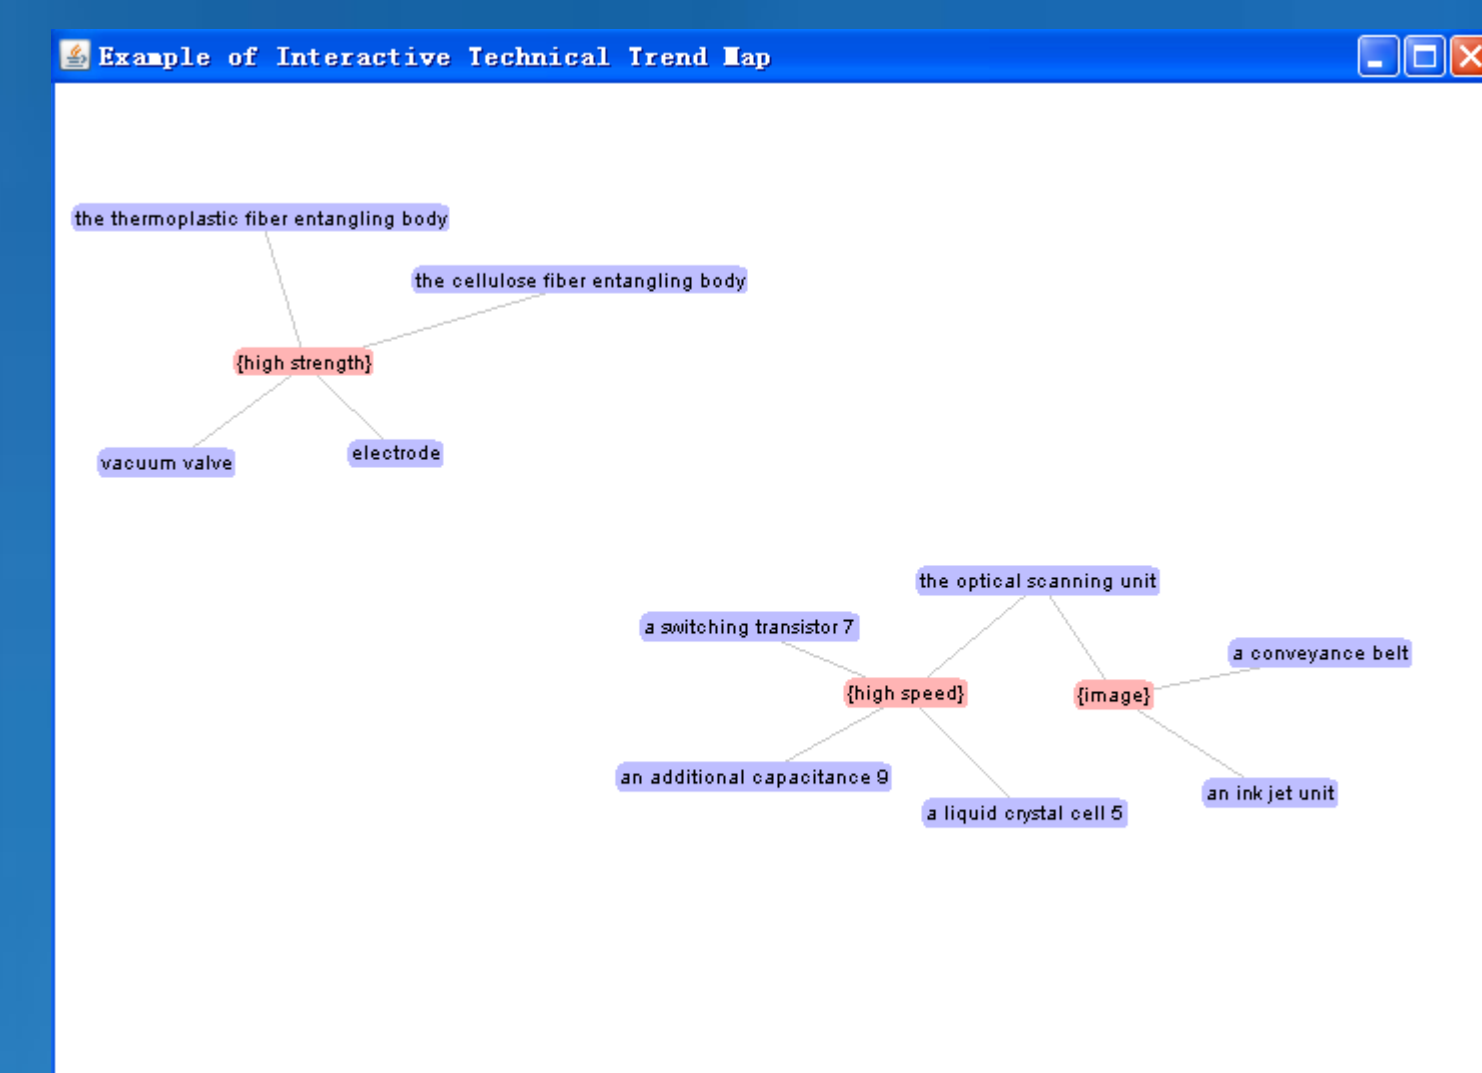 Example of Interactive Technical Trend Map
the thermoplastic fiber entangling body
the cellulose fiber entangling body
{high strength}
vacuum valve
electrode
the optical scanning unit
a switching transistor 7
a conveyance belt
{high speed}
{image}
an additional capacitance 9
an ink jet unit
a liquid crystal cell 5